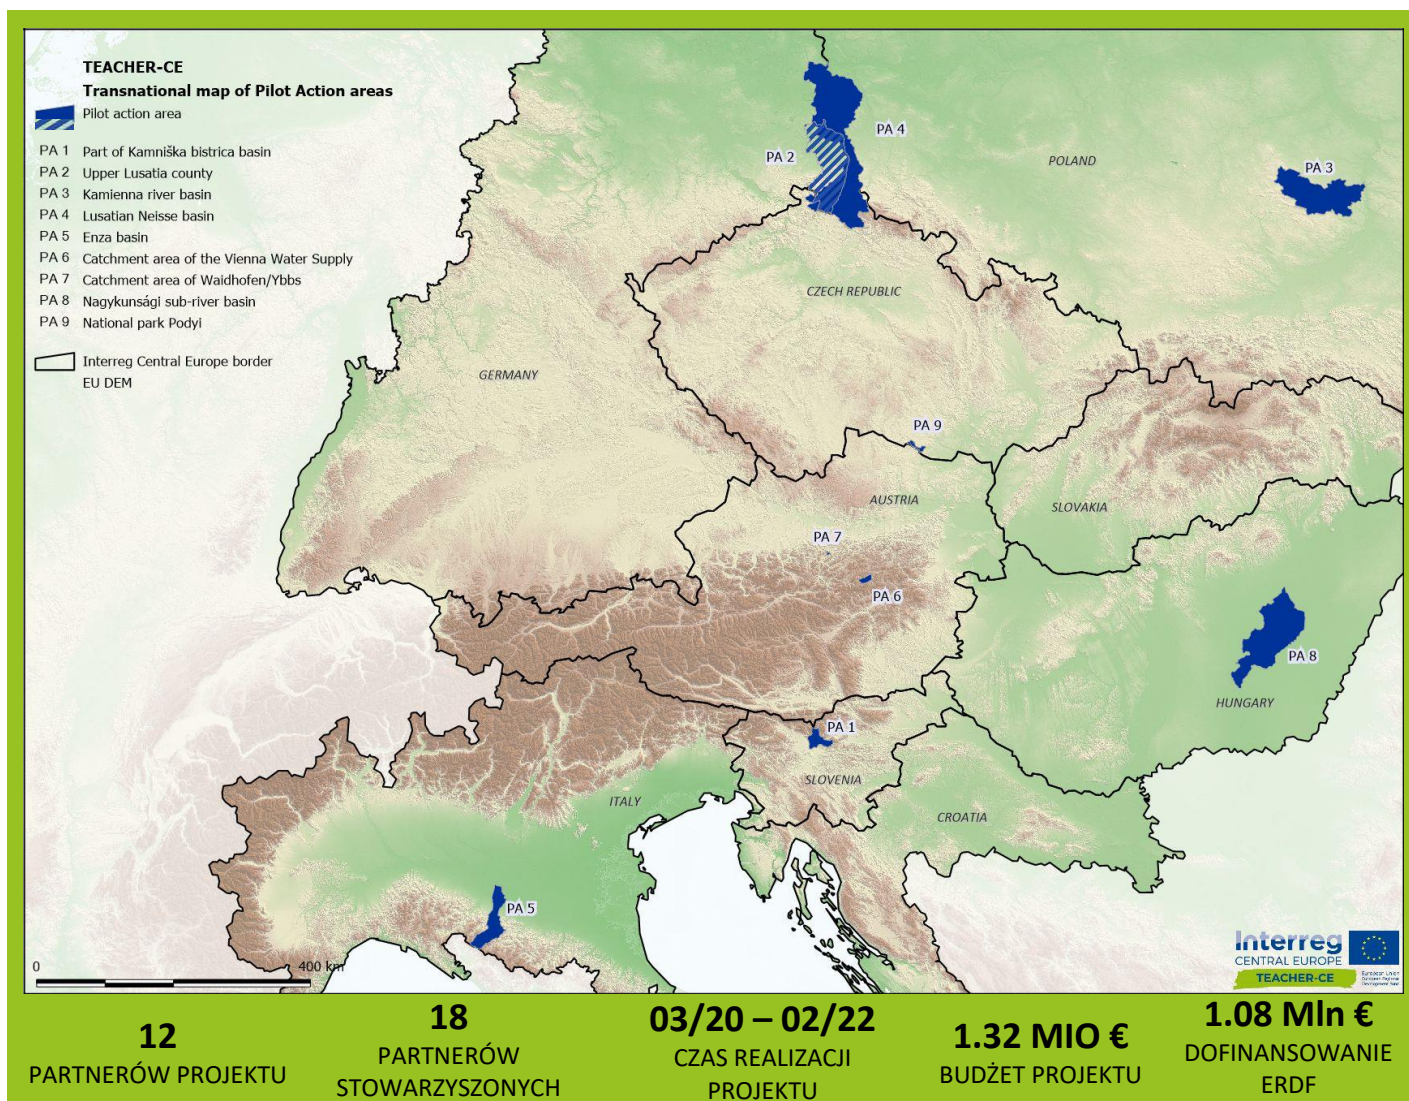 TEACHER-CE
Transnational map of Pilot Action areas
Pilot action area
PA 1 Part of Kamniška bistrica basin
PA 2 Upper Lusatia county
PA 3 Kamienna river basin
PA 4 Lusatian Neisse basin
PA 5 Enza basin
PA 6 Catchment area of the Vienna Water Supply
PA 7 Catchment area of Waidhofen/Ybbs
PA 8 Nagykunsági sub-river basin
PA 9 National park Podyi
Interreg Central Europe border
EU DEM
PA 4
PA 2
POLAND
PA 3
CZECH REPUBLIC
GERMANY
PA 9
AUSTRIA
SLOVAKIA
PA 7
PA 6
PA 8
HUNGARY
PA 1
SLOVENIA
ITALY
CROATIA
PA 5
0 400 km
Interreg
CENTRAL EUROPE
TEACHER-CE
European Union
European Regional
Development Fund
12
PARTNERÓW PROJEKTU
18
PARTNERÓW
STOWARZYSZONYCH
03/20 – 02/22
CZAS REALIZACJI
PROJEKTU
1.32 MIO €
BUDŻET PROJEKTU
1.08 Mln €
DOFINANSOWANIE
ERDF